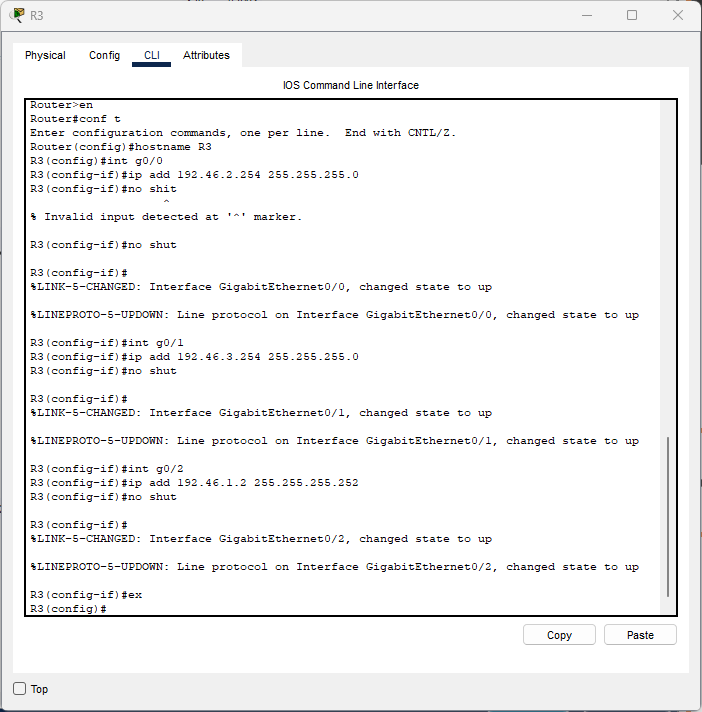 R3
Physical Config CLI Attributes
IOS Command Line Interface
Router>en
Router#conf t
Enter configuration commands, one per line.  End with CNTL/Z.
Router(config)#hostname R3
R3(config)#int g0/0
R3(config-if)#ip add 192.46.2.254 255.255.255.0
R3(config-if)#no shit
^
% Invalid input detected at '^' marker.
R3(config-if)#no shut
R3(config-if)#
%LINK-5-CHANGED: Interface GigabitEthernet0/0, changed state to up
%LINEPROTO-5-UPDOWN: Line protocol on Interface GigabitEthernet0/0, changed state to up
R3(config-if)#int g0/1
R3(config-if)#ip add 192.46.3.254 255.255.255.0
R3(config-if)#no shut
R3(config-if)#
%LINK-5-CHANGED: Interface GigabitEthernet0/1, changed state to up
%LINEPROTO-5-UPDOWN: Line protocol on Interface GigabitEthernet0/1, changed state to up
R3(config-if)#int g0/2
R3(config-if)#ip add 192.46.1.2 255.255.255.252
R3(config-if)#no shut
R3(config-if)#
%LINK-5-CHANGED: Interface GigabitEthernet0/2, changed state to up
%LINEPROTO-5-UPDOWN: Line protocol on Interface GigabitEthernet0/2, changed state to up
R3(config-if)#ex
R3(config)#
Copy Paste
Top